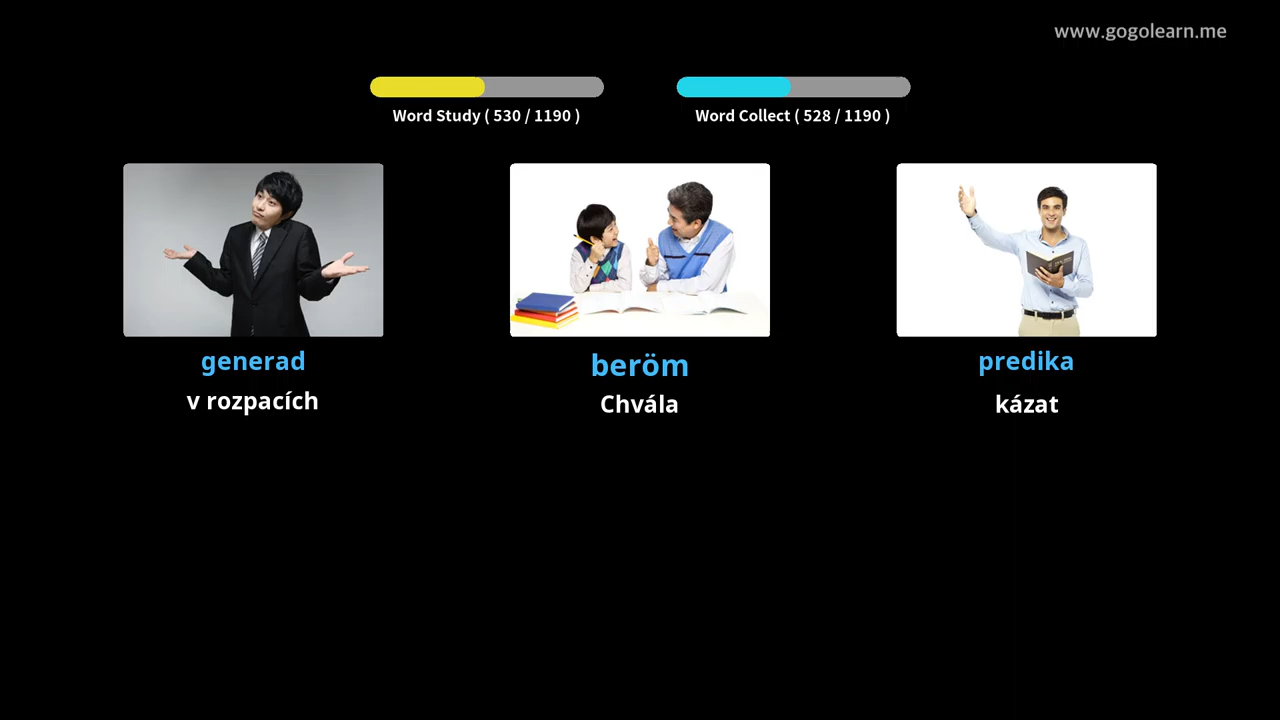 www.gogolearn.me
Word Study ( 530 / 1190 )
Word Collect ( 528 / 1190 )
generad
beröm
predika
v rozpacích
Chvála
kázat